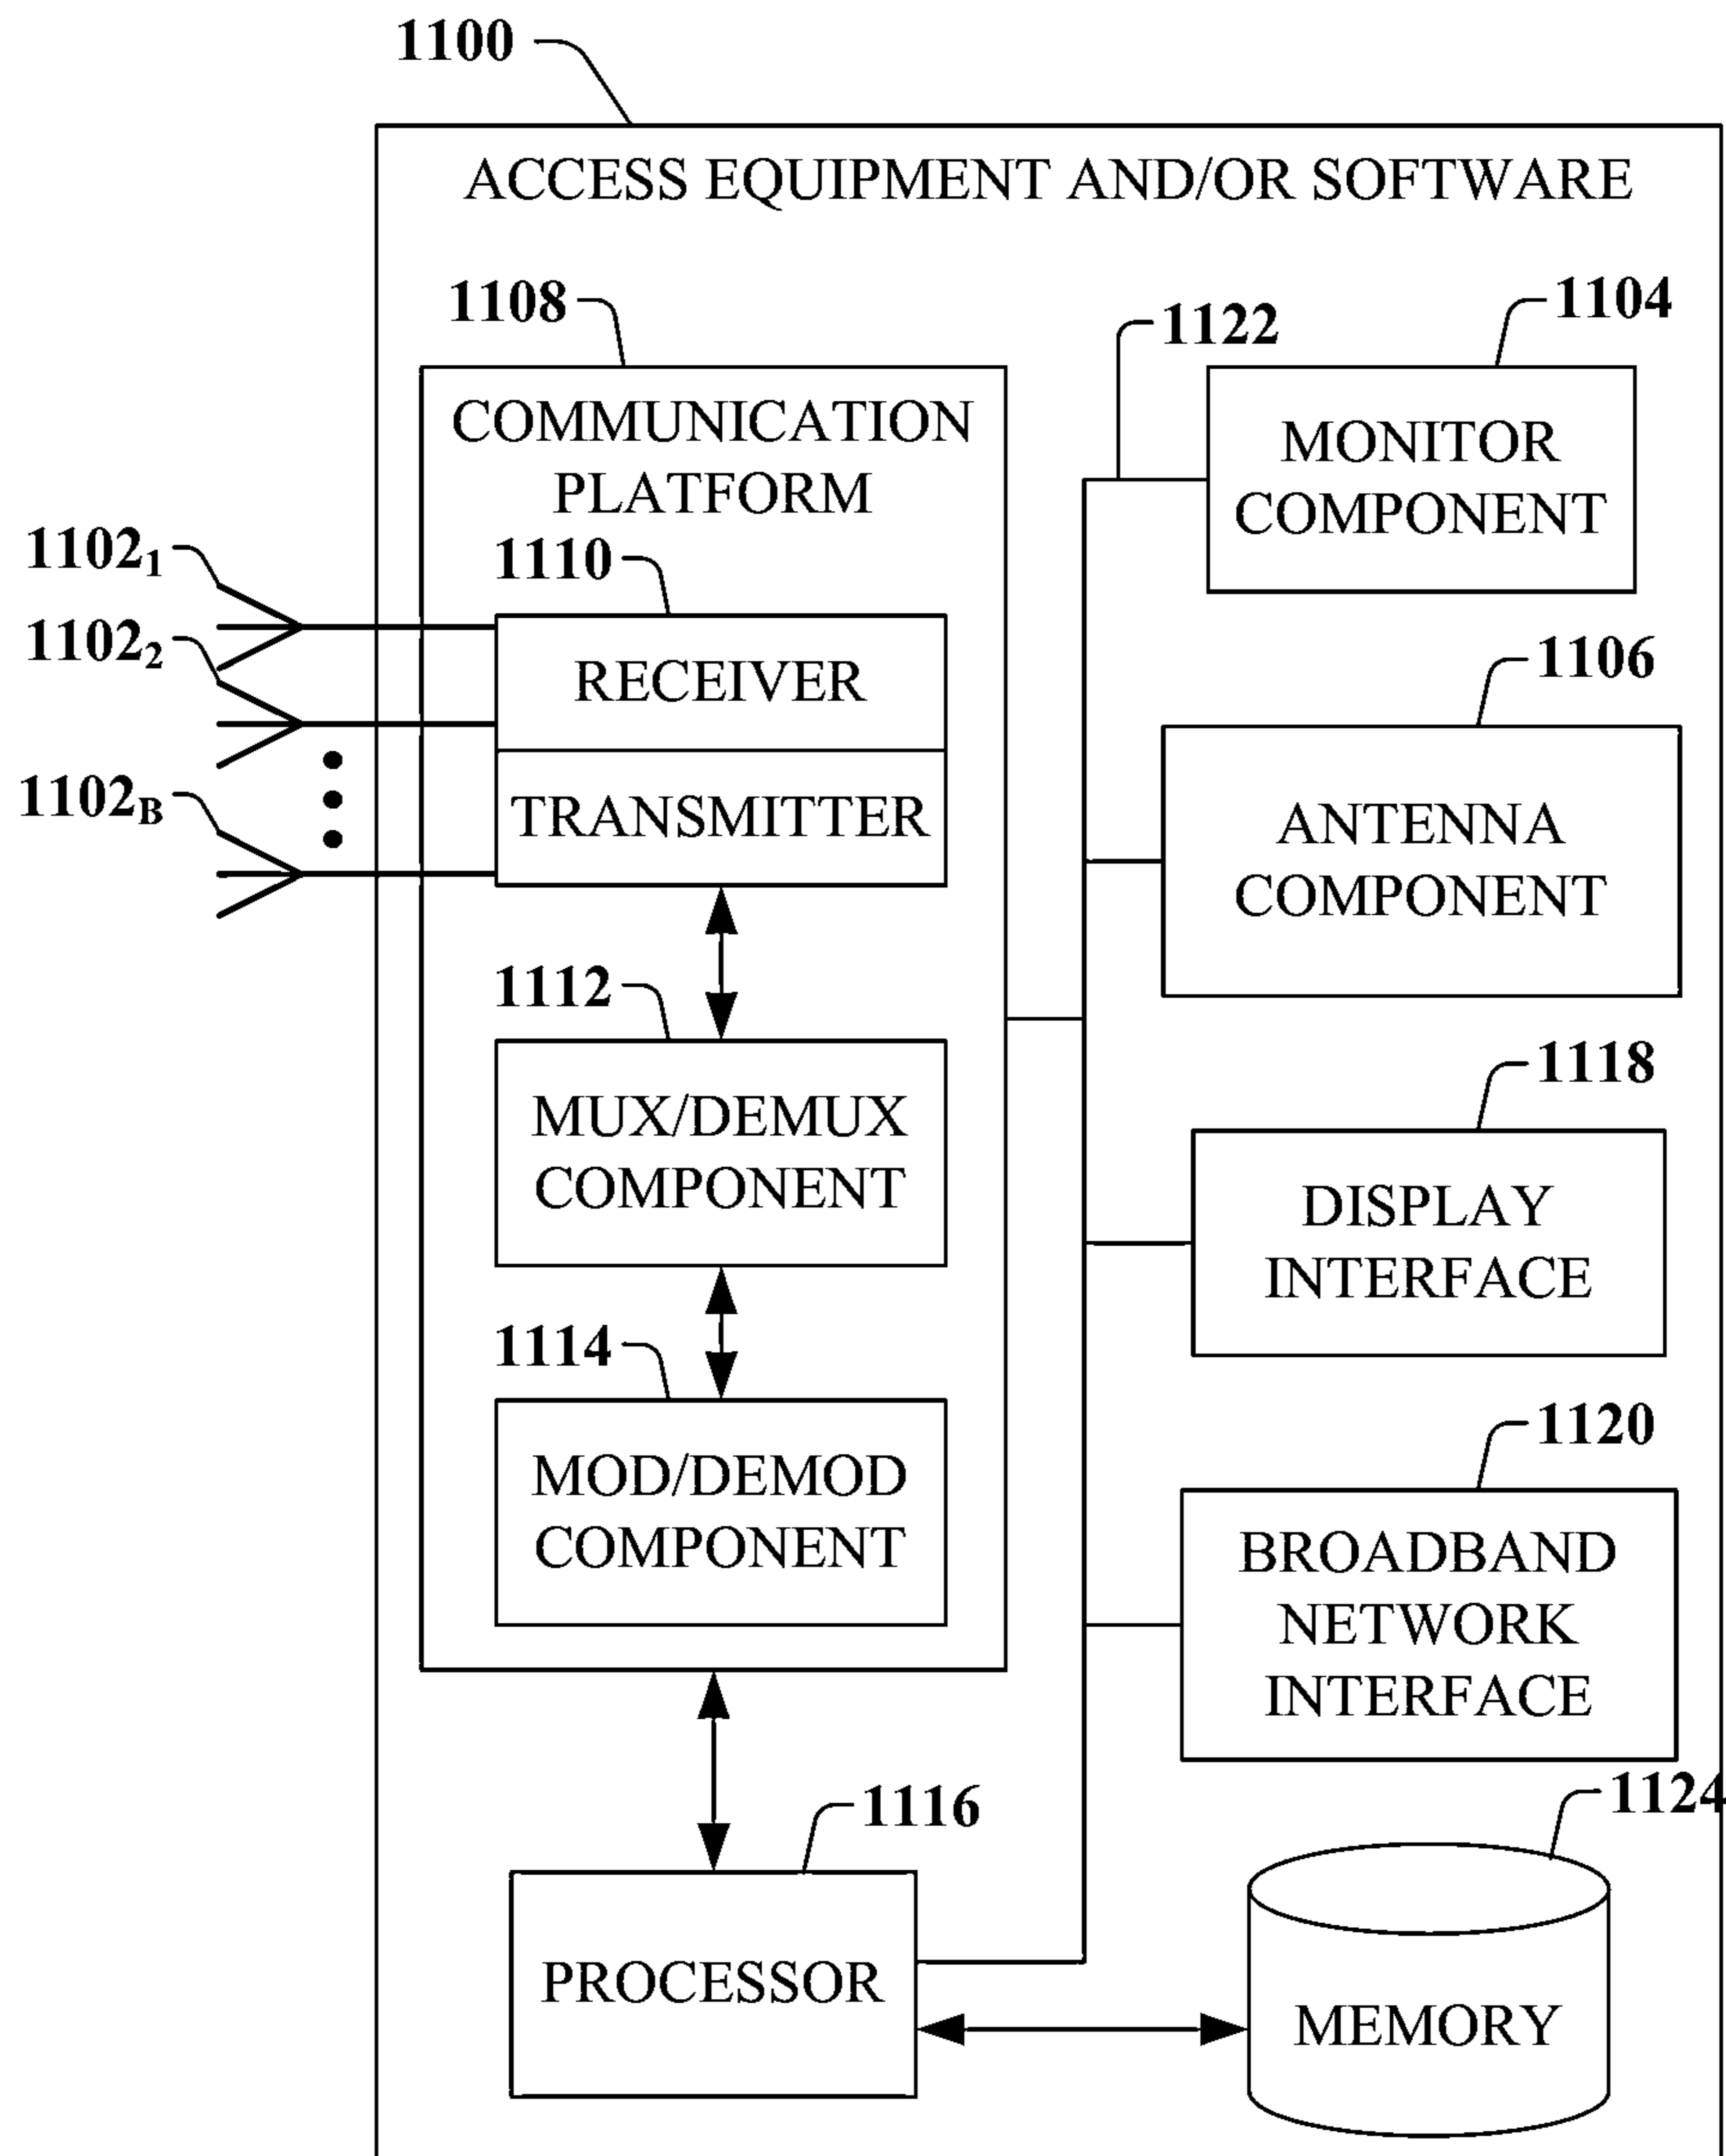 1100
ACCESS EQUIPMENT AND/OR SOFTWARE
1108
COMMUNICATION
PLATFORM
1102₁
1102₂
1102B
1110
RECEIVER
TRANSMITTER
1112
MUX/DEMUX
COMPONENT
1114
MOD/DEMOD
COMPONENT
1116
PROCESSOR
1122
1104
MONITOR
COMPONENT
1106
ANTENNA
COMPONENT
1118
DISPLAY
INTERFACE
1120
BROADBAND
NETWORK
INTERFACE
1124
MEMORY